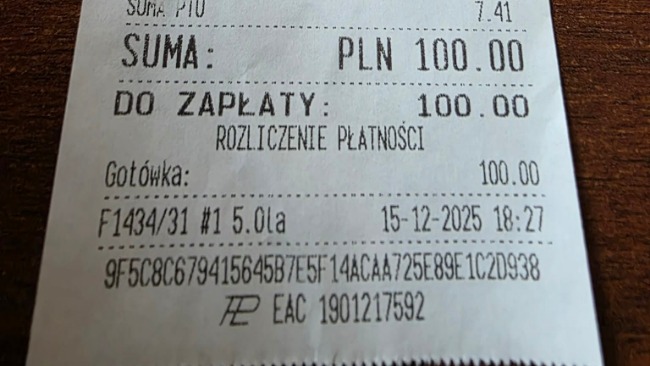 SUMA PTU 7.41
SUMA: PLN 100.00
DO ZAPŁATY: 100.00
ROZLICZENIE PŁATNOŚCI
Gotówka: 100.00
F1434/31 #1 5.0la 15-12-2025 18:27
9F5C8C679415645B7E5F14ACAA725E89E1C2D938
PL EAC 1901217592